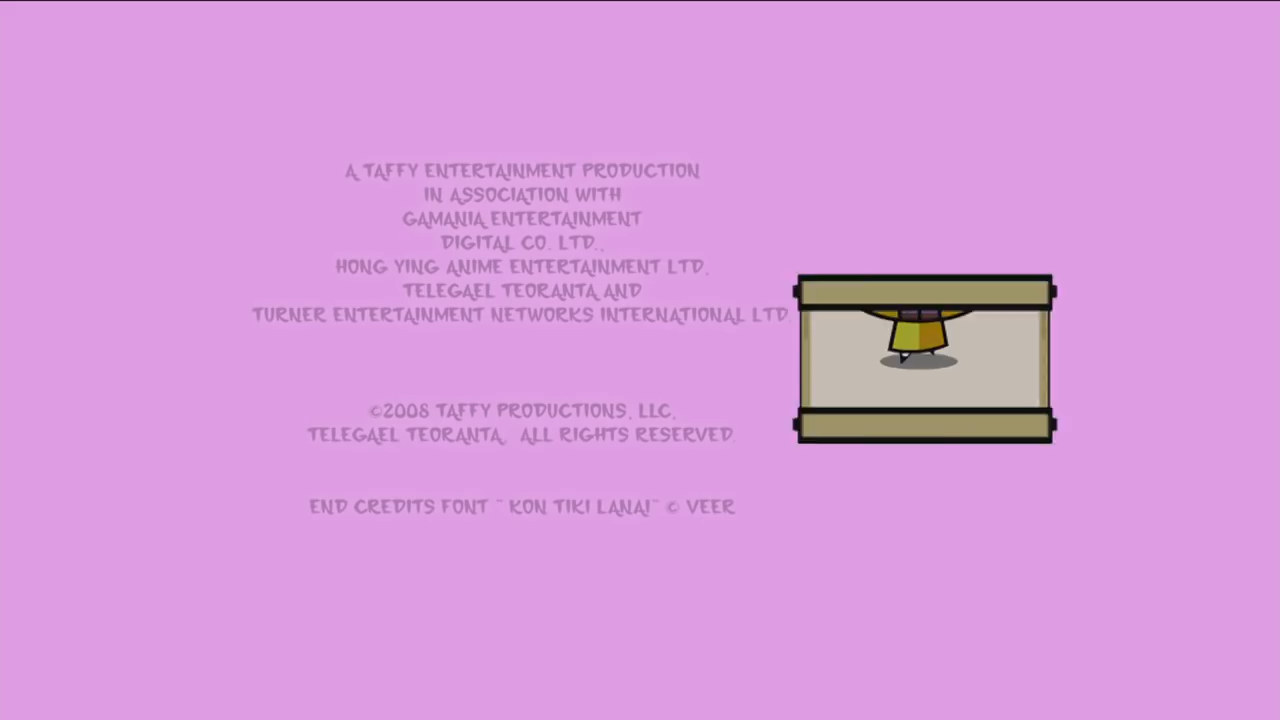 A TAFFY ENTERTAINMENT PRODUCTION
IN ASSOCIATION WITH
GAMANIA ENTERTAINMENT
DIGITAL CO. LTD.,
HONG YING ANIME ENTERTAINMENT LTD.
TELEGAEL TEORANTA AND
TURNER ENTERTAINMENT NETWORKS INTERNATIONAL LTD
©2008 TAFFY PRODUCTIONS, LLC,
TELEGAEL TEORANTA. ALL RIGHTS RESERVED
END CREDITS FONT "KON TIKI LANAI" © VEER